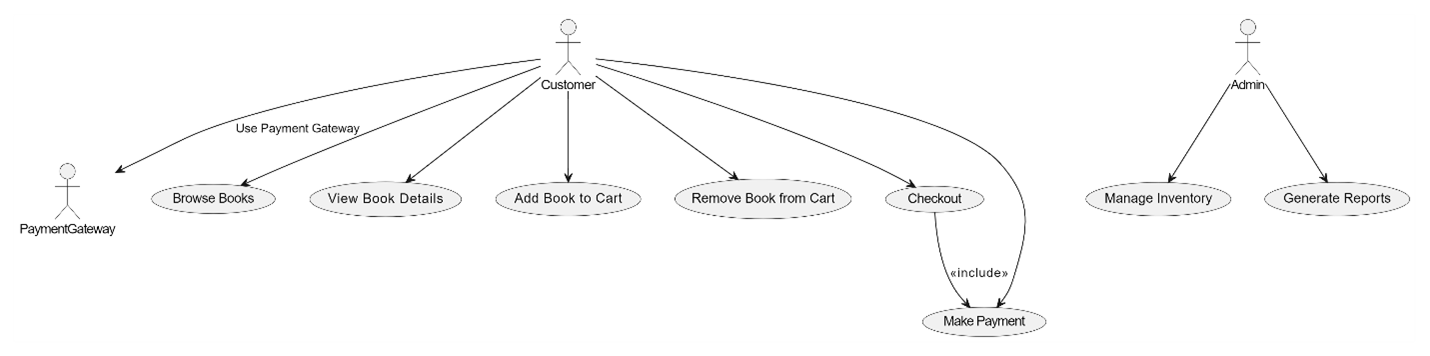 Customer
Admin
Use Payment Gateway
PaymentGateway
Browse Books
View Book Details
Add Book to Cart
Remove Book from Cart
Checkout
Manage Inventory
Generate Reports
«include»
Make Payment